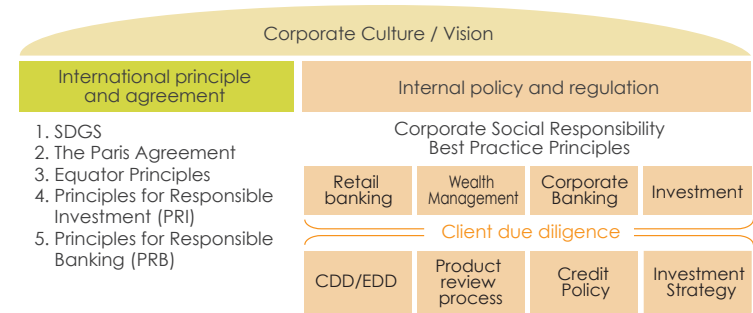 Corporate Culture / Vision
International principle
and agreement
Internal policy and regulation
1. SDGS
2. The Paris Agreement
3. Equator Principles
4. Principles for Responsible
Investment (PRI)
5. Principles for Responsible
Banking (PRB)
Corporate Social Responsibility
Best Practice Principles
Retail
banking
Wealth
Management
Corporate
Banking
Investment
Client due diligence
CDD/EDD
Product
review
process
Credit
Policy
Investment
Strategy